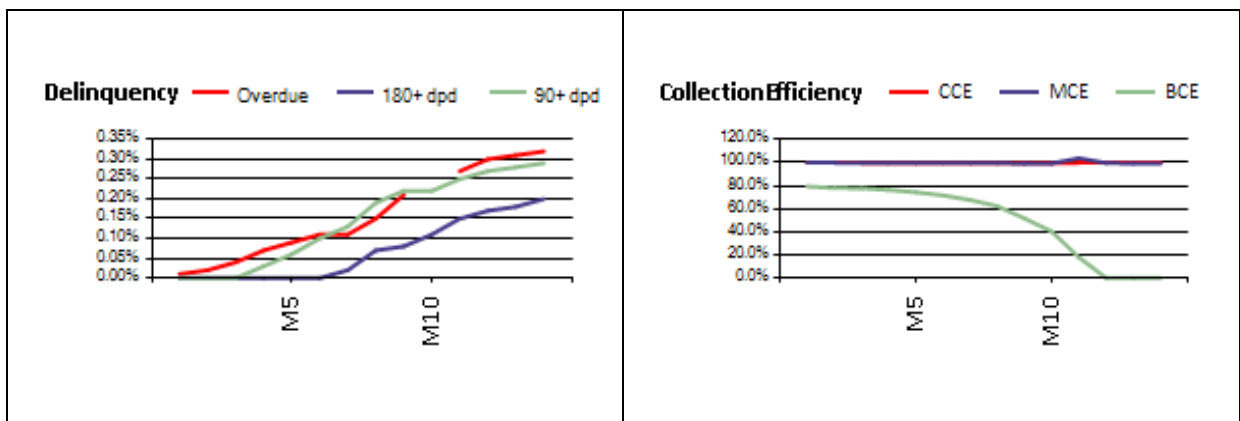 Delinquency Overdue 180+ dpd 90+ dpd
0.35%
0.30%
0.25%
0.20%
0.15%
0.10%
0.05%
0.00%
M5
M10
Collection Efficiency CCE MCE BCE
120.0%
100.0%
80.0%
60.0%
40.0%
20.0%
0.0%
M5
M10